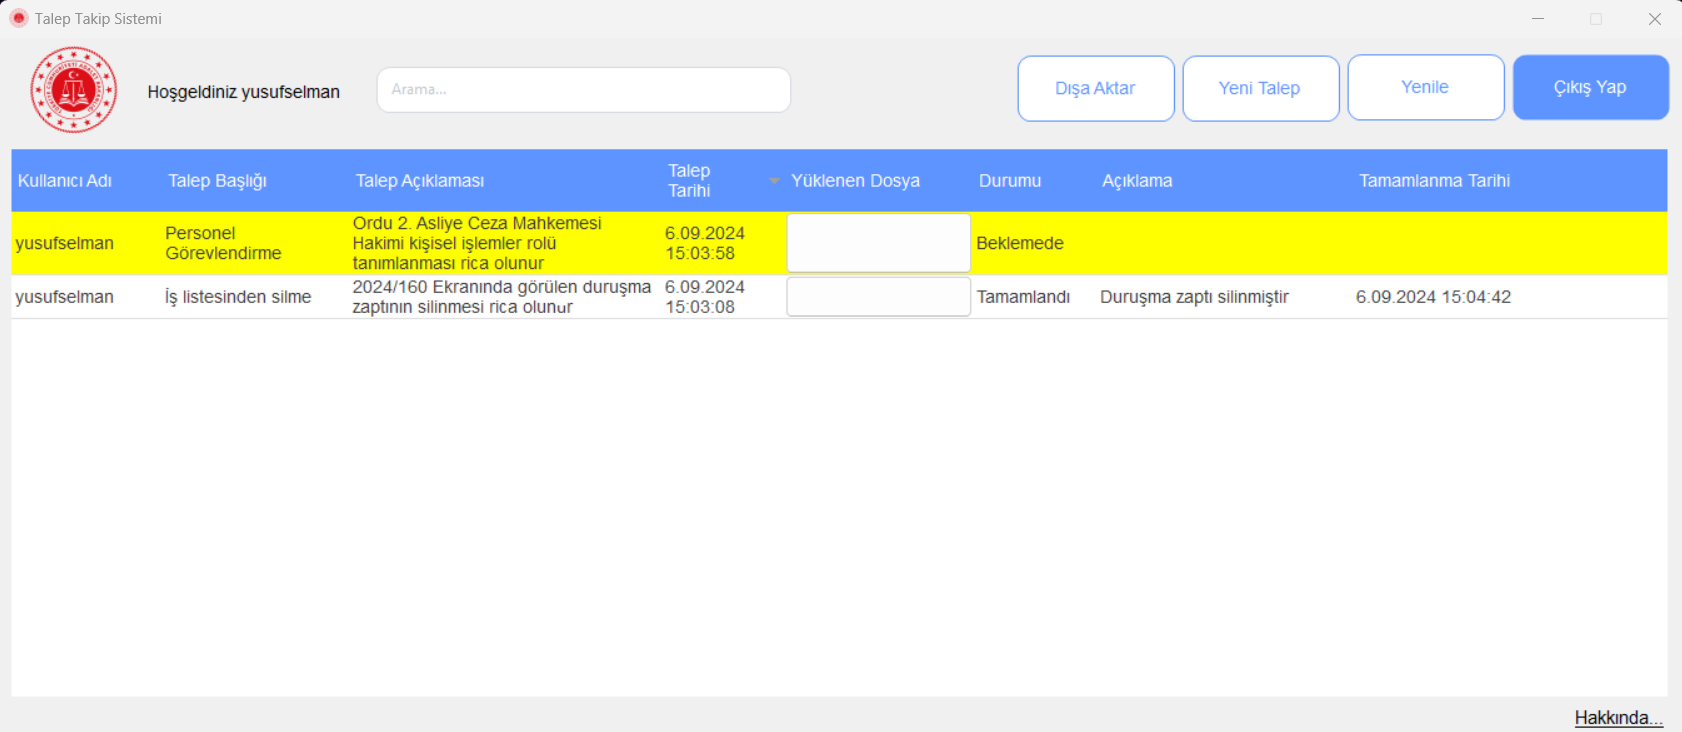 Talep Takip Sistemi
Hoşgeldiniz yusufselman
Arama...
Dışa Aktar
Yeni Talep
Yenile
Çıkış Yap
Kullanıcı Adı
Talep Başlığı
Talep Açıklaması
Talep
Tarihi
Yüklenen Dosya
Durumu
Açıklama
Tamamlanma Tarihi
yusufselman
Personel
Görevlendirme
Ordu 2. Asliye Ceza Mahkemesi
Hakimi kişisel işlemler rolü
tanımlanması rica olunur
6.09.2024
15:03:58
Beklemede
yusufselman
İş listesinden silme
2024/160 Ekranında görülen duruşma
zaptının silinmesi rica olunur
6.09.2024
15:03:08
Tamamlandı
Duruşma zaptı silinmiştir
6.09.2024 15:04:42
Hakkında...